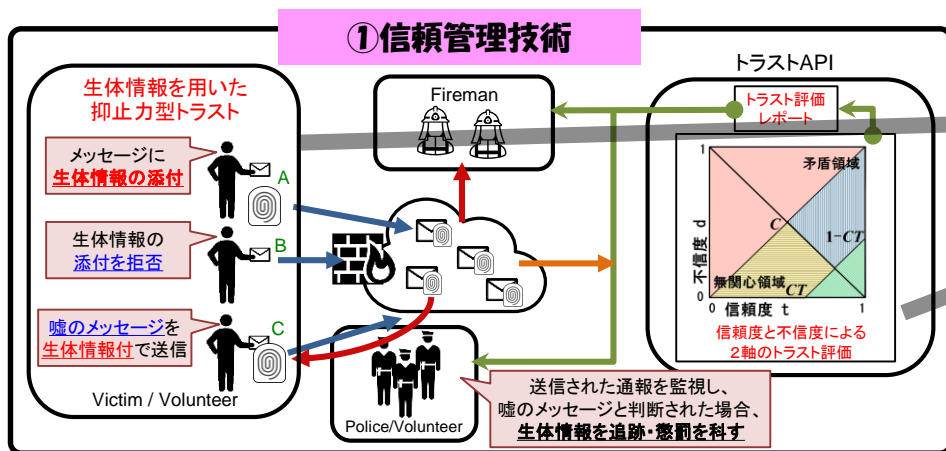 ①信頼管理技術
生体情報を用いた
抑止力型トラスト
メッセージに
生体情報の添付
A
生体情報の
添付を拒否
B
嘘のメッセージを
生体情報付で送信
C
Victim / Volunteer
Fireman
Police/Volunteer
送信された通報を監視し、
嘘のメッセージと判断された場合、
生体情報を追跡・懲罰を科す
トラストAPI
トラスト評価
レポート
1
矛盾領域
不信度 d
C
1-CT
無関心領域
CT
0
0
1
信頼度 t
信頼度と不信度による
2軸のトラスト評価